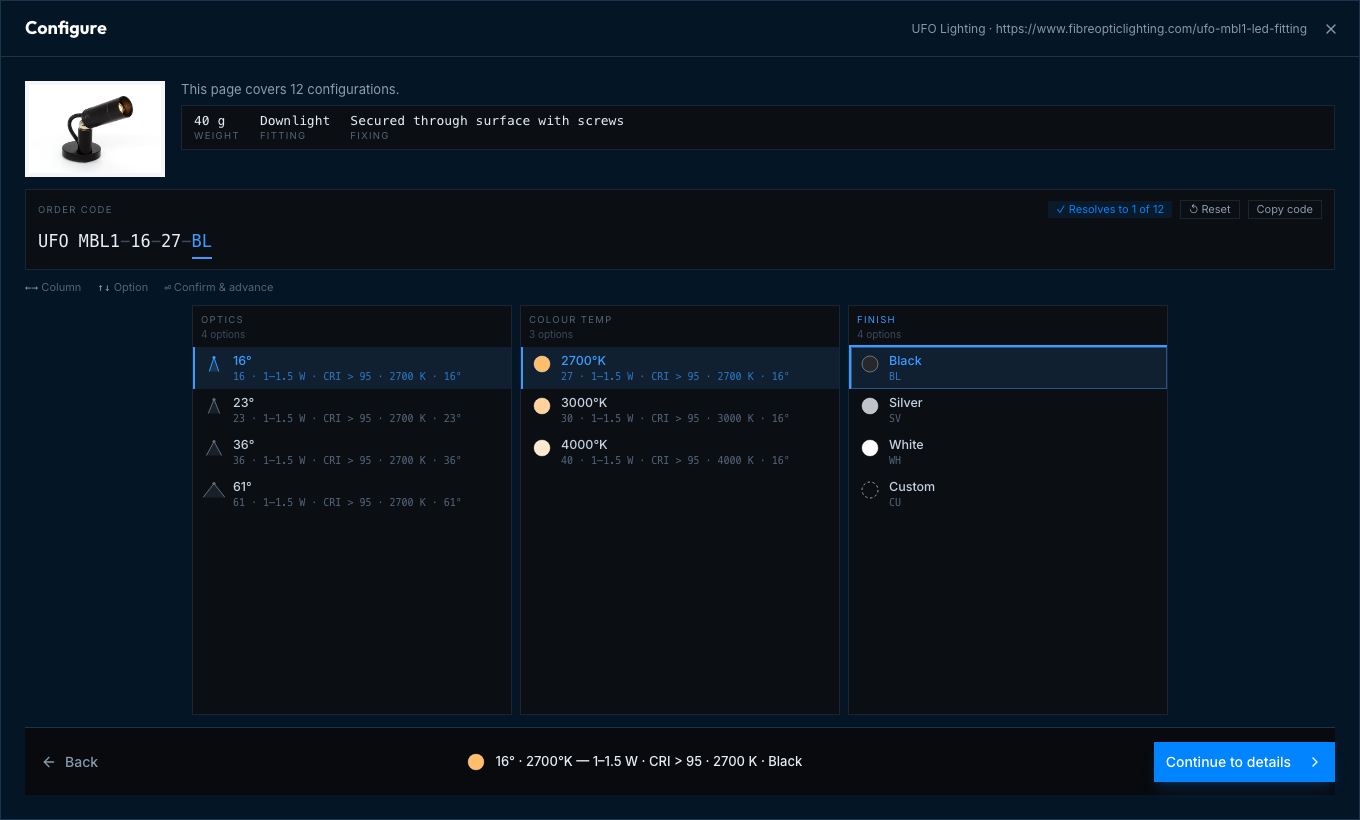 Configure
UFO Lighting · https://www.fibreopticlighting.com/ufo-mbl1-led-fitting
This page covers 12 configurations.
40 g Downlight Secured through surface with screws
WEIGHT FITTING FIXING
ORDER CODE
✓ Resolves to 1 of 12 Reset Copy code
UFO MBL1-16-27-BL
←→ Column ↑↓ Option ⏎ Confirm & advance
OPTICS
4 options
16°
16 · 1–1.5 W · CRI > 95 · 2700 K · 16°
23°
23 · 1–1.5 W · CRI > 95 · 2700 K · 23°
36°
36 · 1–1.5 W · CRI > 95 · 2700 K · 36°
61°
61 · 1–1.5 W · CRI > 95 · 2700 K · 61°
COLOUR TEMP
3 options
2700°K
27 · 1–1.5 W · CRI > 95 · 2700 K · 16°
3000°K
30 · 1–1.5 W · CRI > 95 · 3000 K · 16°
4000°K
40 · 1–1.5 W · CRI > 95 · 4000 K · 16°
FINISH
4 options
Black
BL
Silver
SV
White
WH
Custom
CU
← Back
16° · 2700°K — 1–1.5 W · CRI > 95 · 2700 K · Black
Continue to details